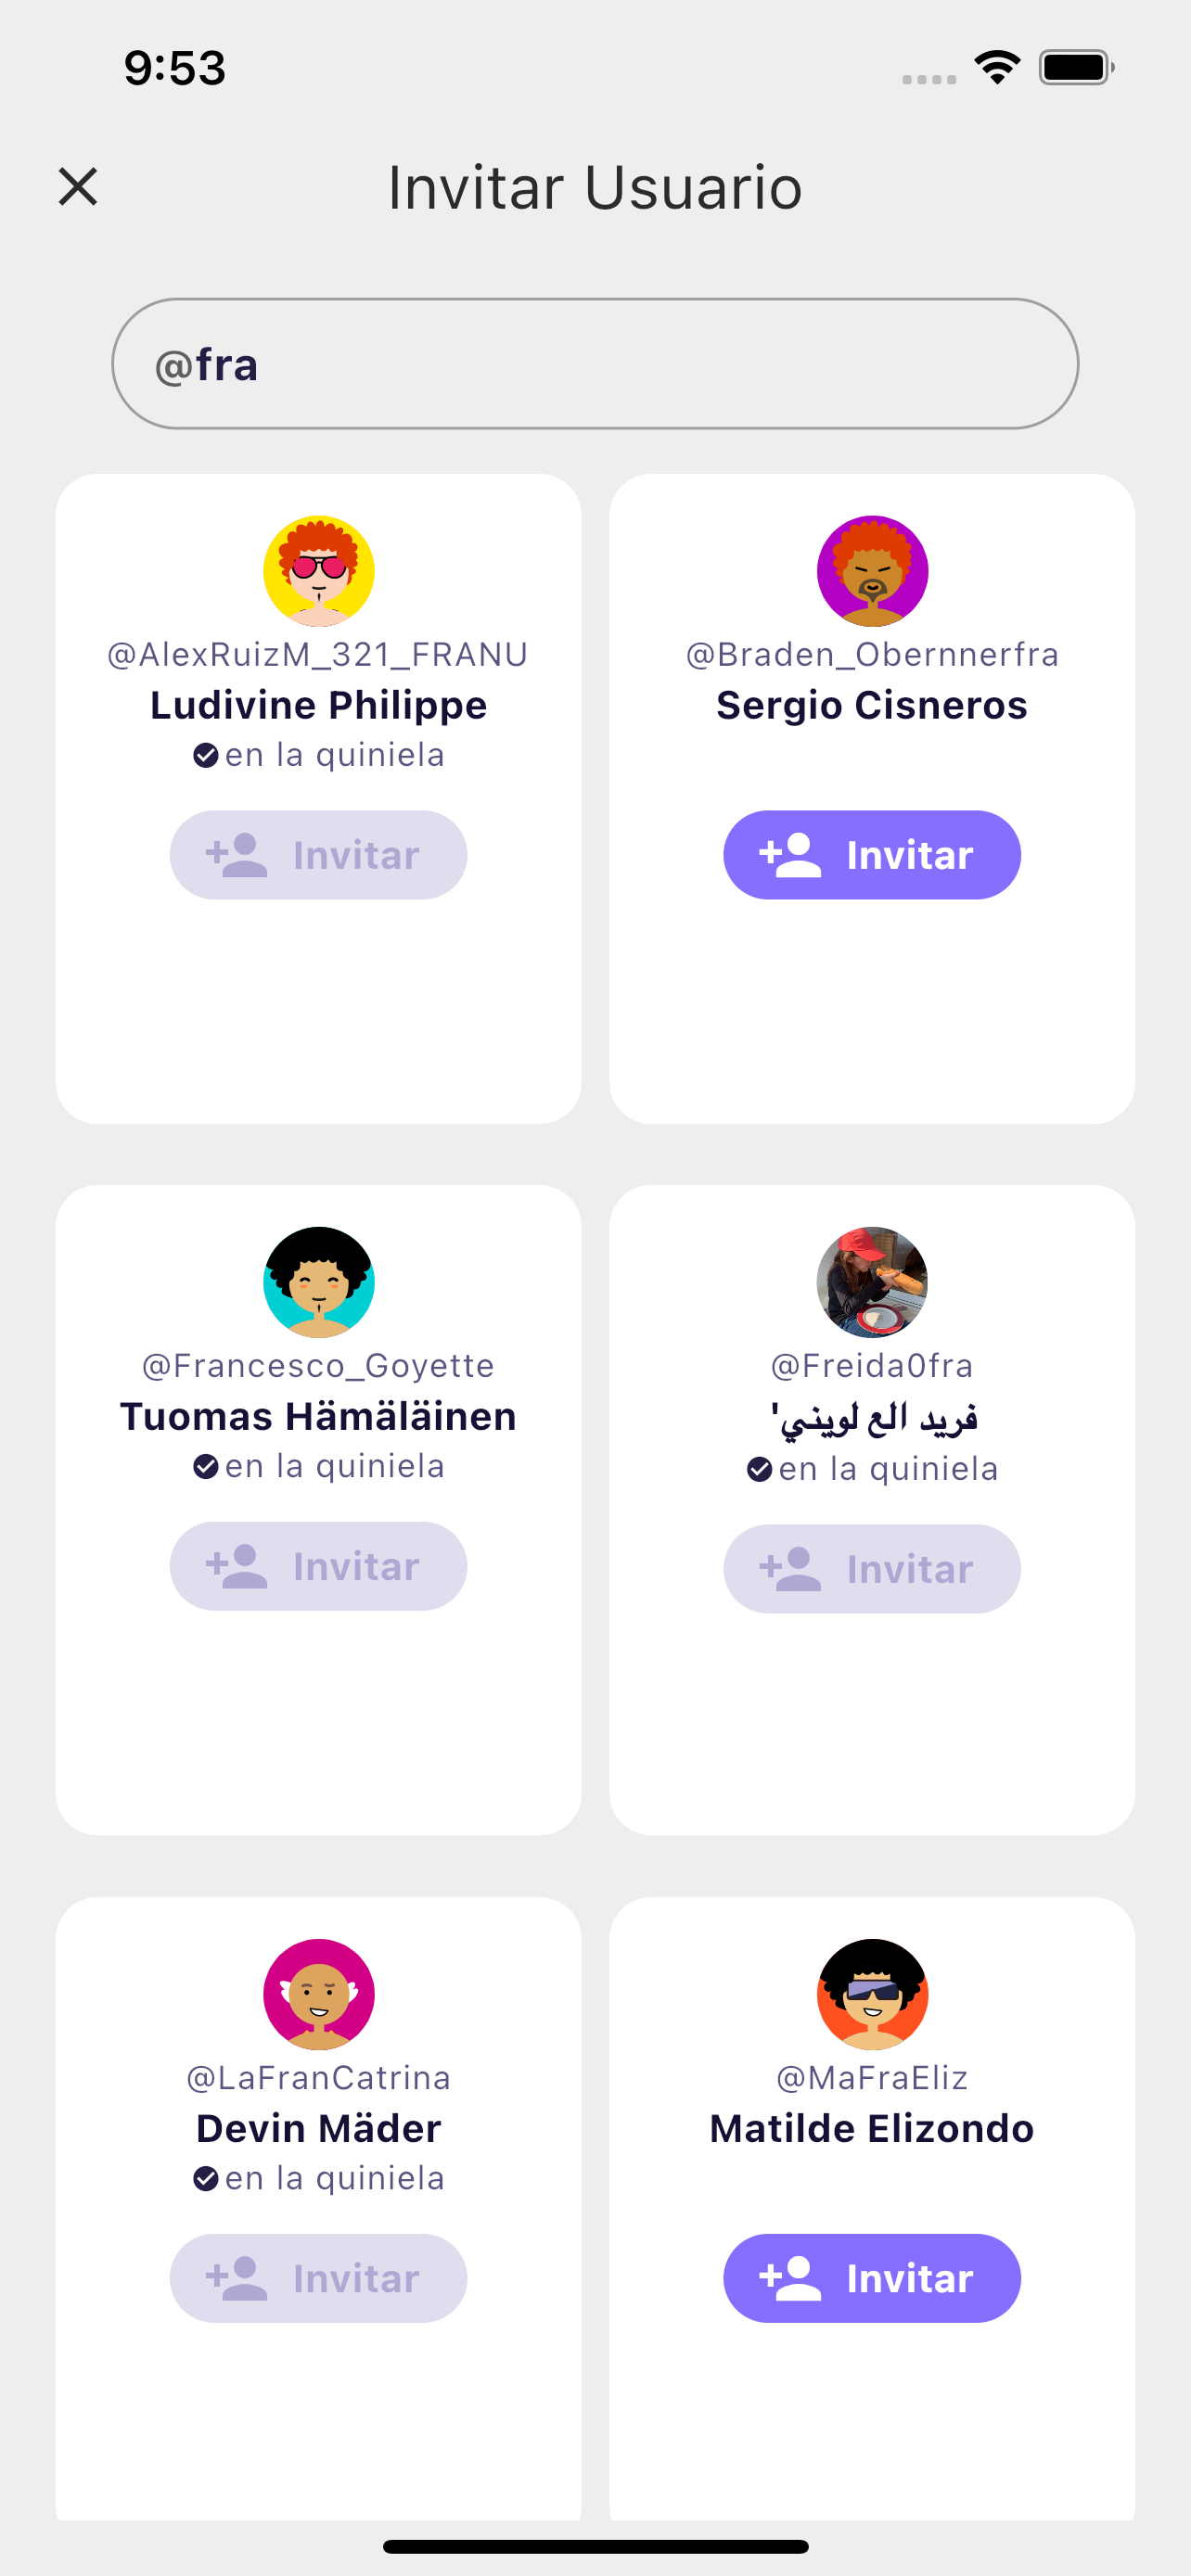 9:53
Invitar Usuario
@fra
@AlexRuizM_321_FRANU
Ludivine Philippe
en la quiniela
Invitar
@Braden_Obernnerfra
Sergio Cisneros
Invitar
@Francesco_Goyette
Tuomas Hämäläinen
en la quiniela
Invitar
@Freida0fra
فريد الع لويني'
en la quiniela
Invitar
@LaFranCatrina
Devin Mäder
en la quiniela
Invitar
@MaFraEliz
Matilde Elizondo
Invitar